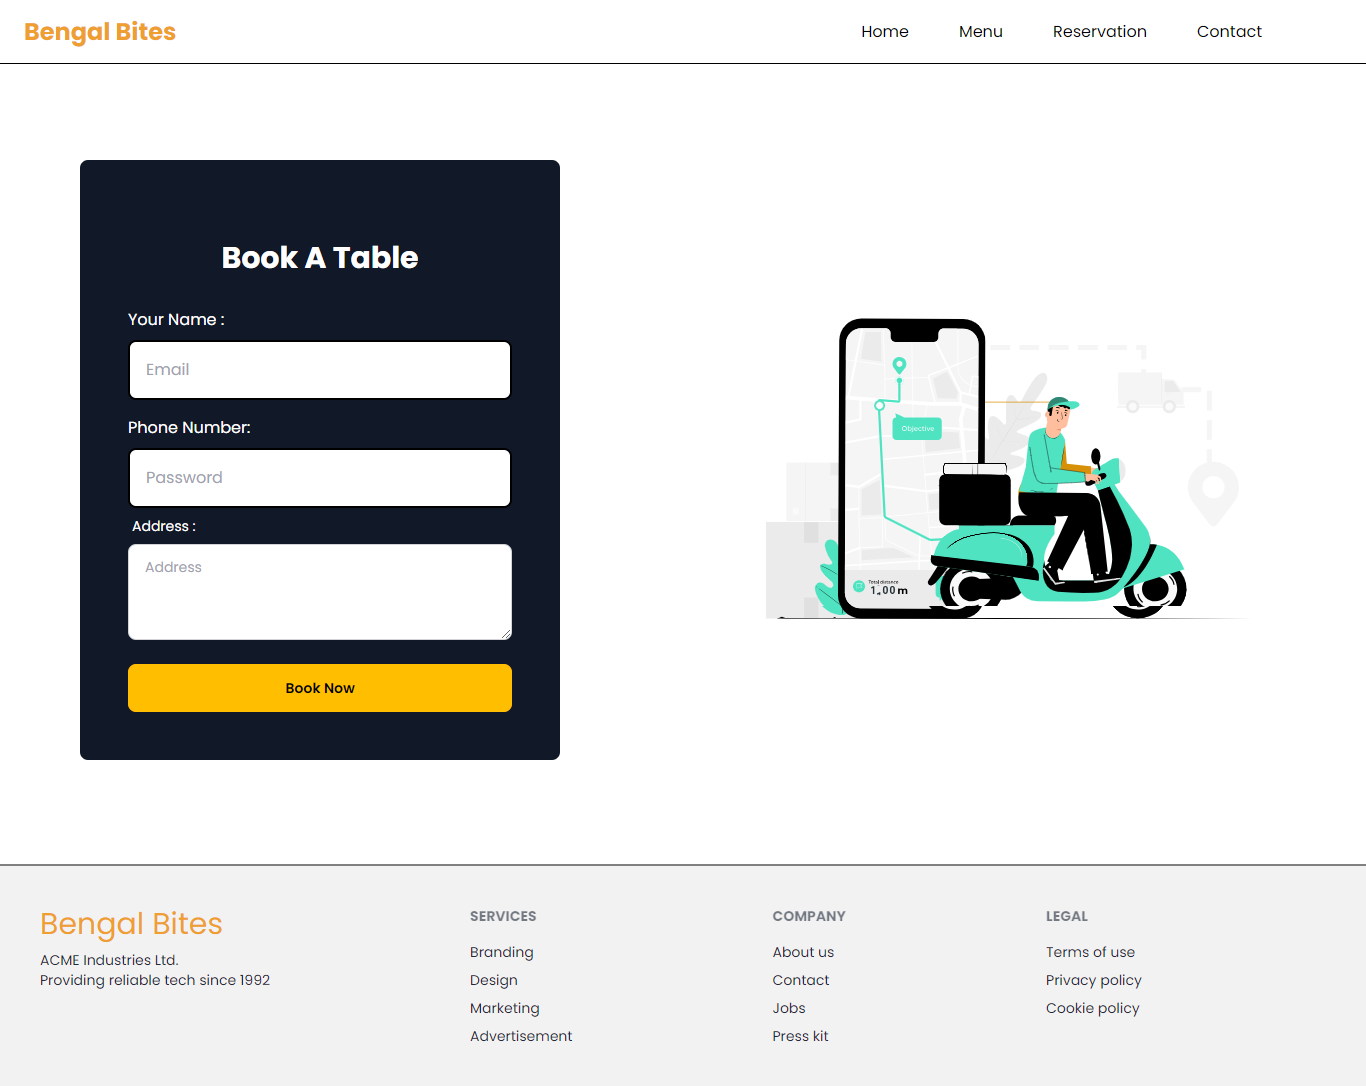 Bengal Bites
Home Menu Reservation Contact
Book A Table
Your Name :
Email
Phone Number:
Password
Address :
Address
Book Now
Objective
Total distance
1,00 m
Bengal Bites
ACME Industries Ltd.
Providing reliable tech since 1992
SERVICES
Branding
Design
Marketing
Advertisement
COMPANY
About us
Contact
Jobs
Press kit
LEGAL
Terms of use
Privacy policy
Cookie policy